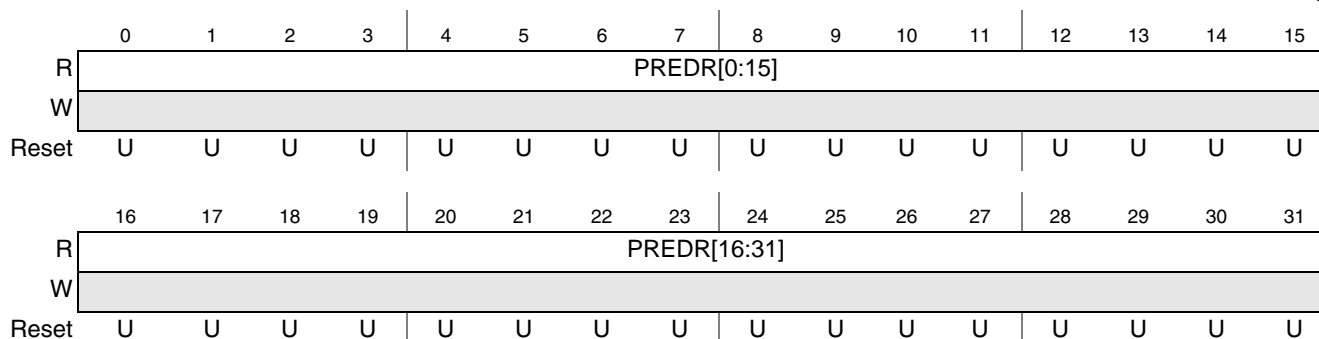 0 1 2 3 4 5 6 7 8 9 10 11 12 13 14 15
R PREDR[0:15]
W
Reset U U U U U U U U U U U U U U U U
16 17 18 19 20 21 22 23 24 25 26 27 28 29 30 31
R PREDR[16:31]
W
Reset U U U U U U U U U U U U U U U U